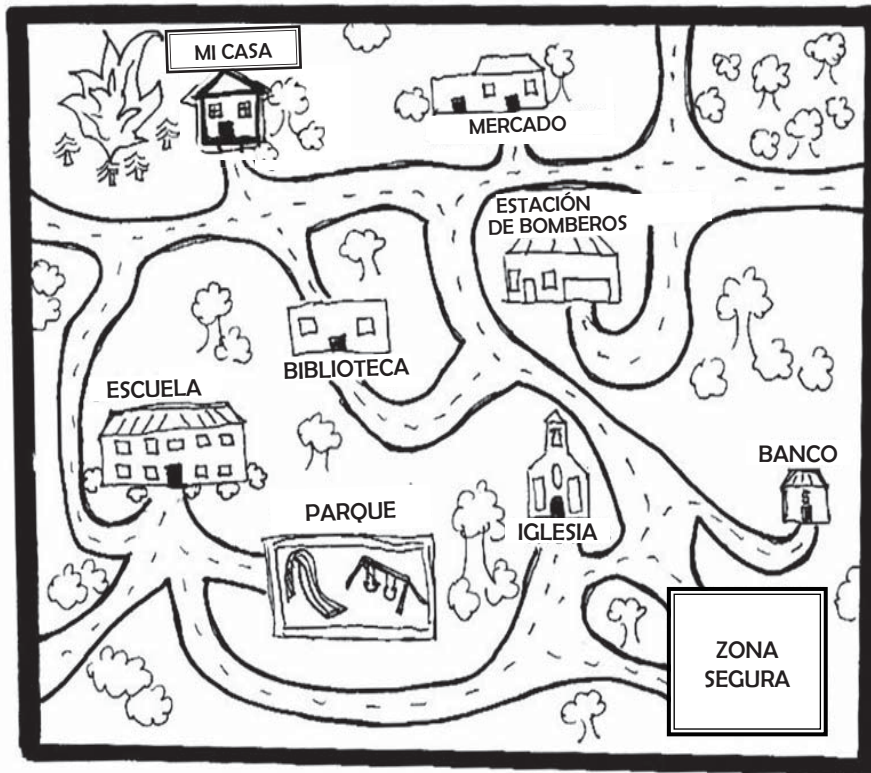 MI CASA
MERCADO
ESTACIÓN
DE BOMBEROS
BIBLIOTECA
ESCUELA
BANCO
PARQUE
IGLESIA
ZONA
SEGURA